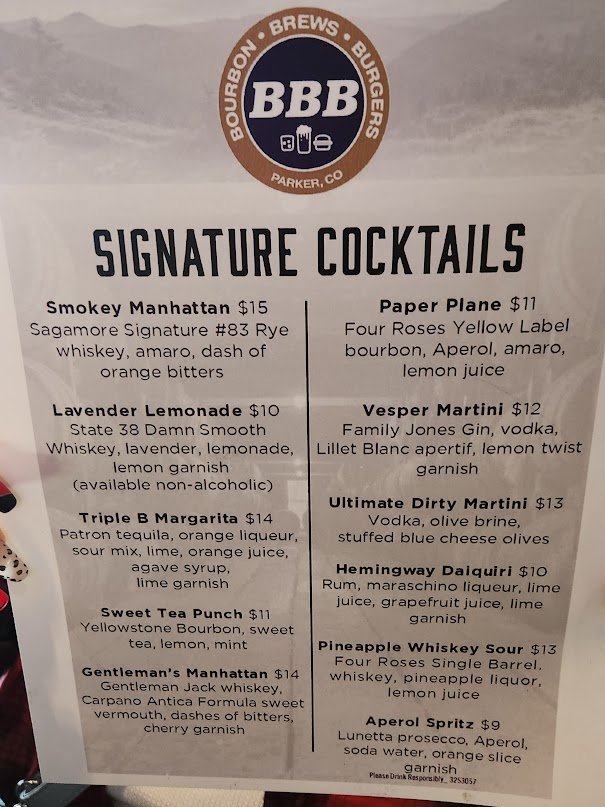 BOURBON • BREWS • BURGERS
BBB
PARKER, CO
SIGNATURE COCKTAILS
Smokey Manhattan $15
Sagamore Signature #83 Rye
whiskey, amaro, dash of
orange bitters
Lavender Lemonade $10
State 38 Damn Smooth
Whiskey, lavender, lemonade,
lemon garnish
(available non-alcoholic)
Triple B Margarita $14
Patron tequila, orange liqueur,
sour mix, lime, orange juice,
agave syrup,
lime garnish
Sweet Tea Punch $11
Yellowstone Bourbon, sweet
tea, lemon, mint
Gentleman's Manhattan $14
Gentleman Jack whiskey,
Carpano Antica Formula sweet
vermouth, dashes of bitters,
cherry garnish
Paper Plane $11
Four Roses Yellow Label
bourbon, Aperol, amaro,
lemon juice
Vesper Martini $12
Family Jones Gin, vodka,
Lillet Blanc apertif, lemon twist
garnish
Ultimate Dirty Martini $13
Vodka, olive brine,
stuffed blue cheese olives
Hemingway Daiquiri $10
Rum, maraschino liqueur, lime
juice, grapefruit juice, lime
garnish
Pineapple Whiskey Sour $13
Four Roses Single Barrel,
whiskey, pineapple liquor,
lemon juice
Aperol Spritz $9
Lunetta prosecco, Aperol,
soda water, orange slice
garnish
Please Drink Responsibly_ 3253057